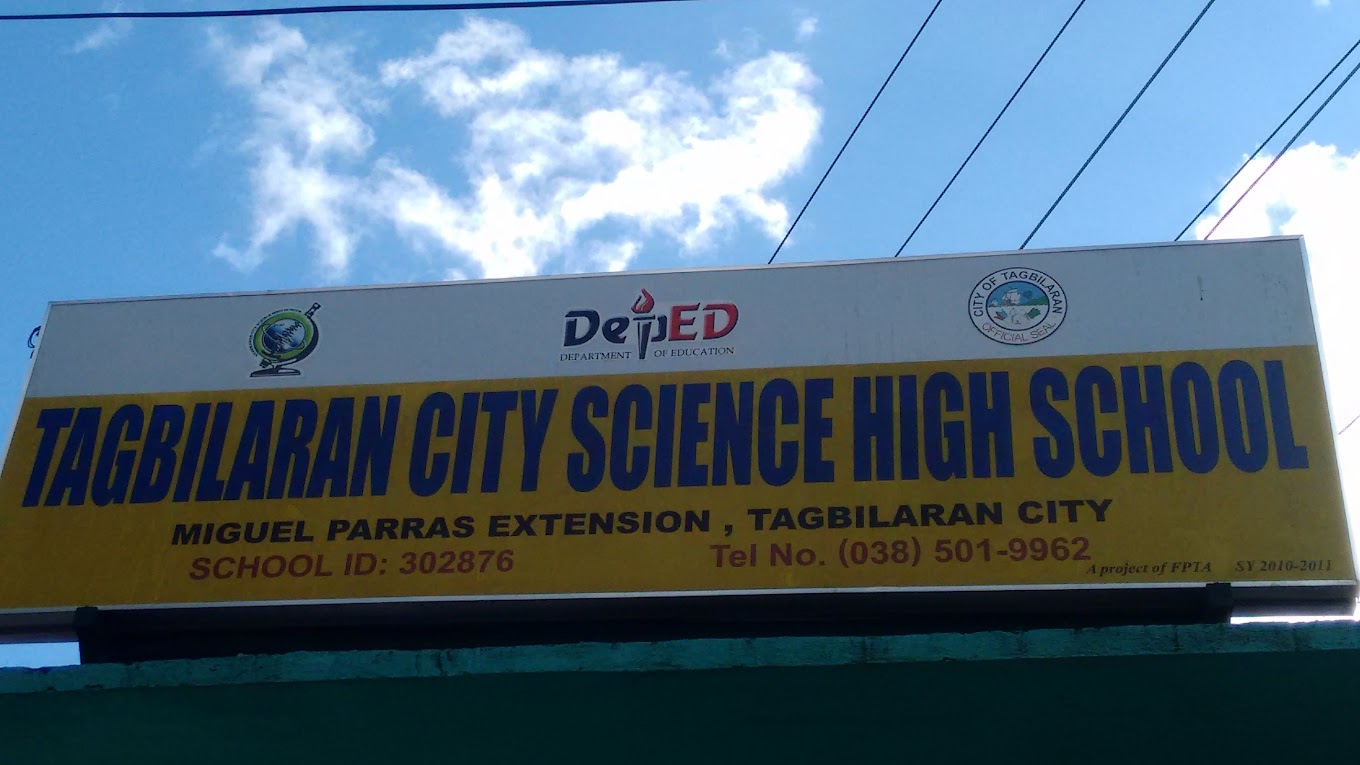 DepED
DEPARTMENT OF EDUCATION
CITY OF TAGBILARAN
OFFICIAL SEAL
TAGBILARAN CITY SCIENCE HIGH SCHOOL
MIGUEL PARRAS EXTENSION , TAGBILARAN CITY
SCHOOL ID: 302876
Tel No. (038) 501-9962
A project of FPTA SY 2010-2011